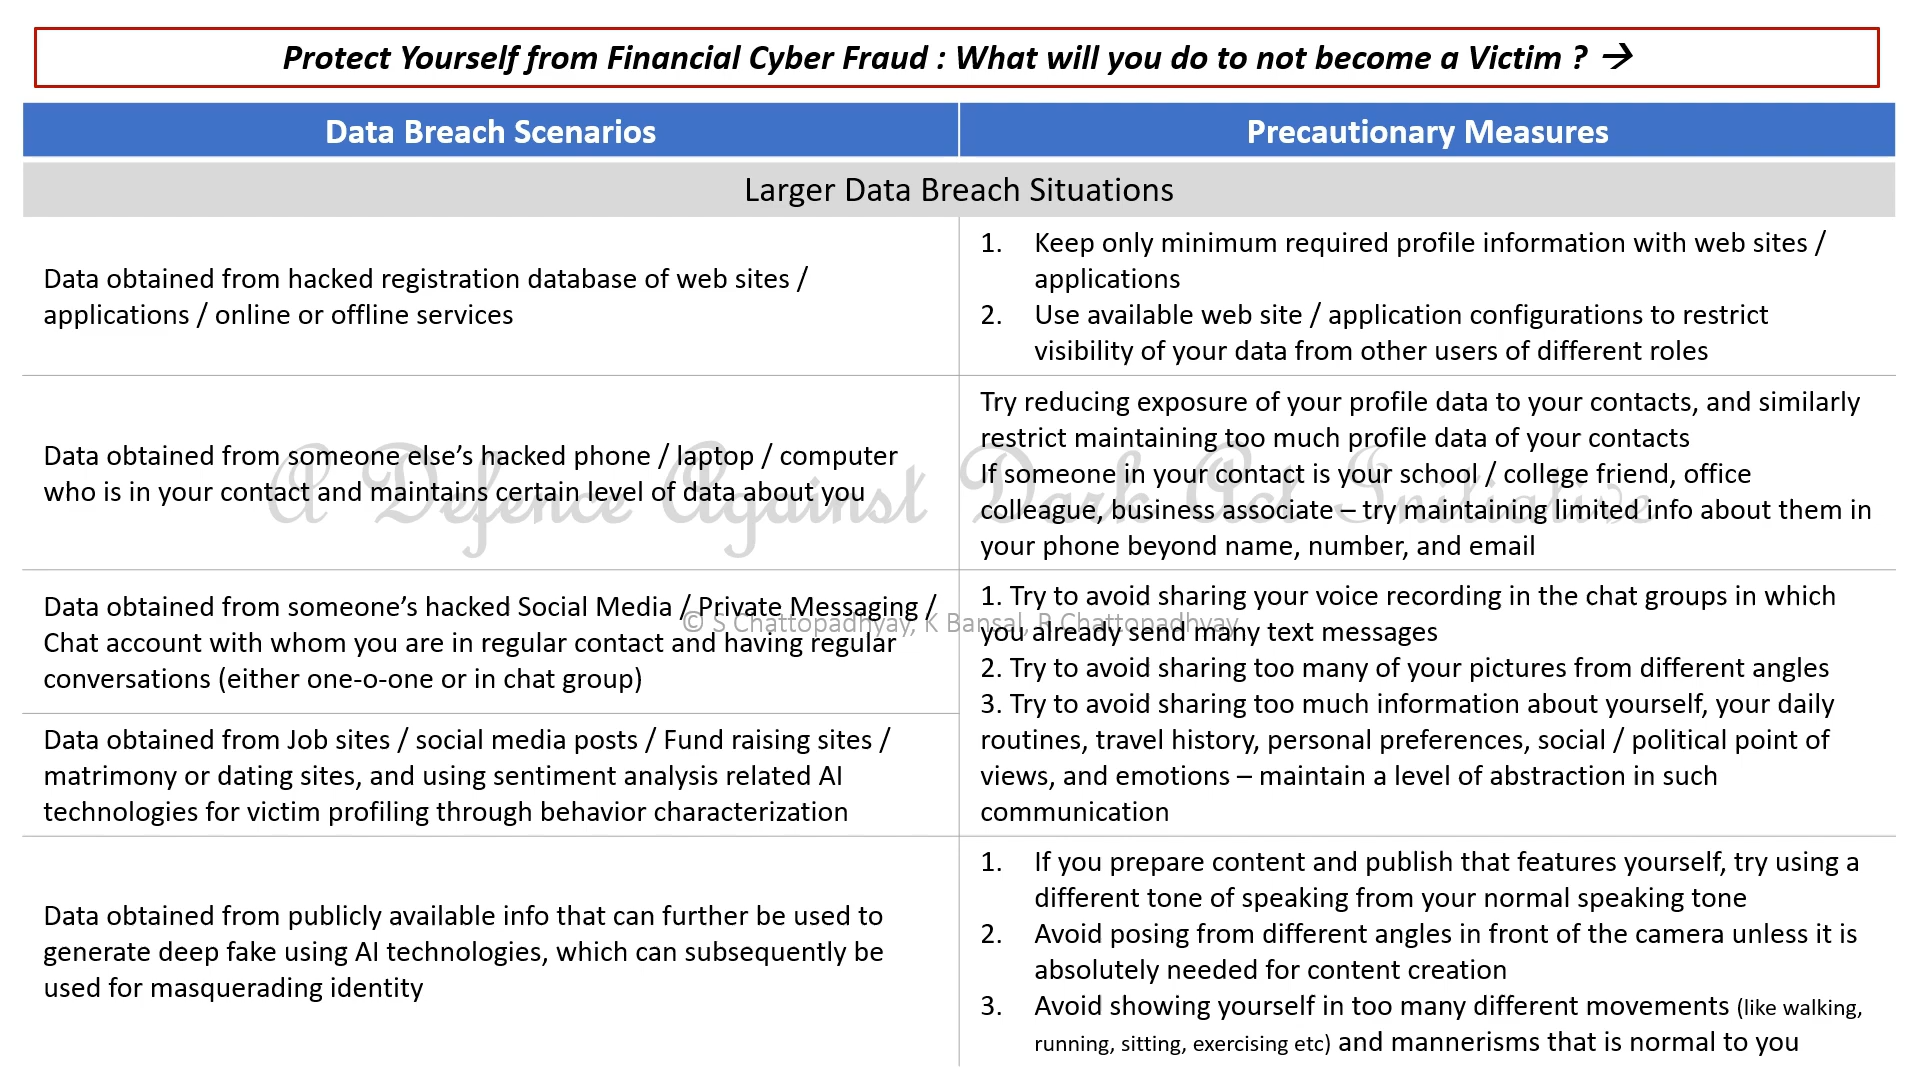 Protect Yourself from Financial Cyber Fraud : What will you do to not become a Victim ? →
Data Breach Scenarios
Precautionary Measures
Larger Data Breach Situations
Data obtained from hacked registration database of web sites /
applications / online or offline services
1. Keep only minimum required profile information with web sites /
applications
2. Use available web site / application configurations to restrict
visibility of your data from other users of different roles
Data obtained from someone else’s hacked phone / laptop / computer
who is in your contact and maintains certain level of data about you
Try reducing exposure of your profile data to your contacts, and similarly
restrict maintaining too much profile data of your contacts
If someone in your contact is your school / college friend, office
colleague, business associate – try maintaining limited info about them in
your phone beyond name, number, and email
A Defence Against Dark Act Initiative
Data obtained from someone’s hacked Social Media / Private Messaging /
Chat account with whom you are in regular contact and having regular
conversations (either one-o-one or in chat group)
© S Chattopadhyay, K Bansal, R Chattopadhyay
Data obtained from Job sites / social media posts / Fund raising sites /
matrimony or dating sites, and using sentiment analysis related AI
technologies for victim profiling through behavior characterization
1. Try to avoid sharing your voice recording in the chat groups in which
you already send many text messages
2. Try to avoid sharing too many of your pictures from different angles
3. Try to avoid sharing too much information about yourself, your daily
routines, travel history, personal preferences, social / political point of
views, and emotions – maintain a level of abstraction in such
communication
Data obtained from publicly available info that can further be used to
generate deep fake using AI technologies, which can subsequently be
used for masquerading identity
1. If you prepare content and publish that features yourself, try using a
different tone of speaking from your normal speaking tone
2. Avoid posing from different angles in front of the camera unless it is
absolutely needed for content creation
3. Avoid showing yourself in too many different movements (like walking,
running, sitting, exercising etc) and mannerisms that is normal to you